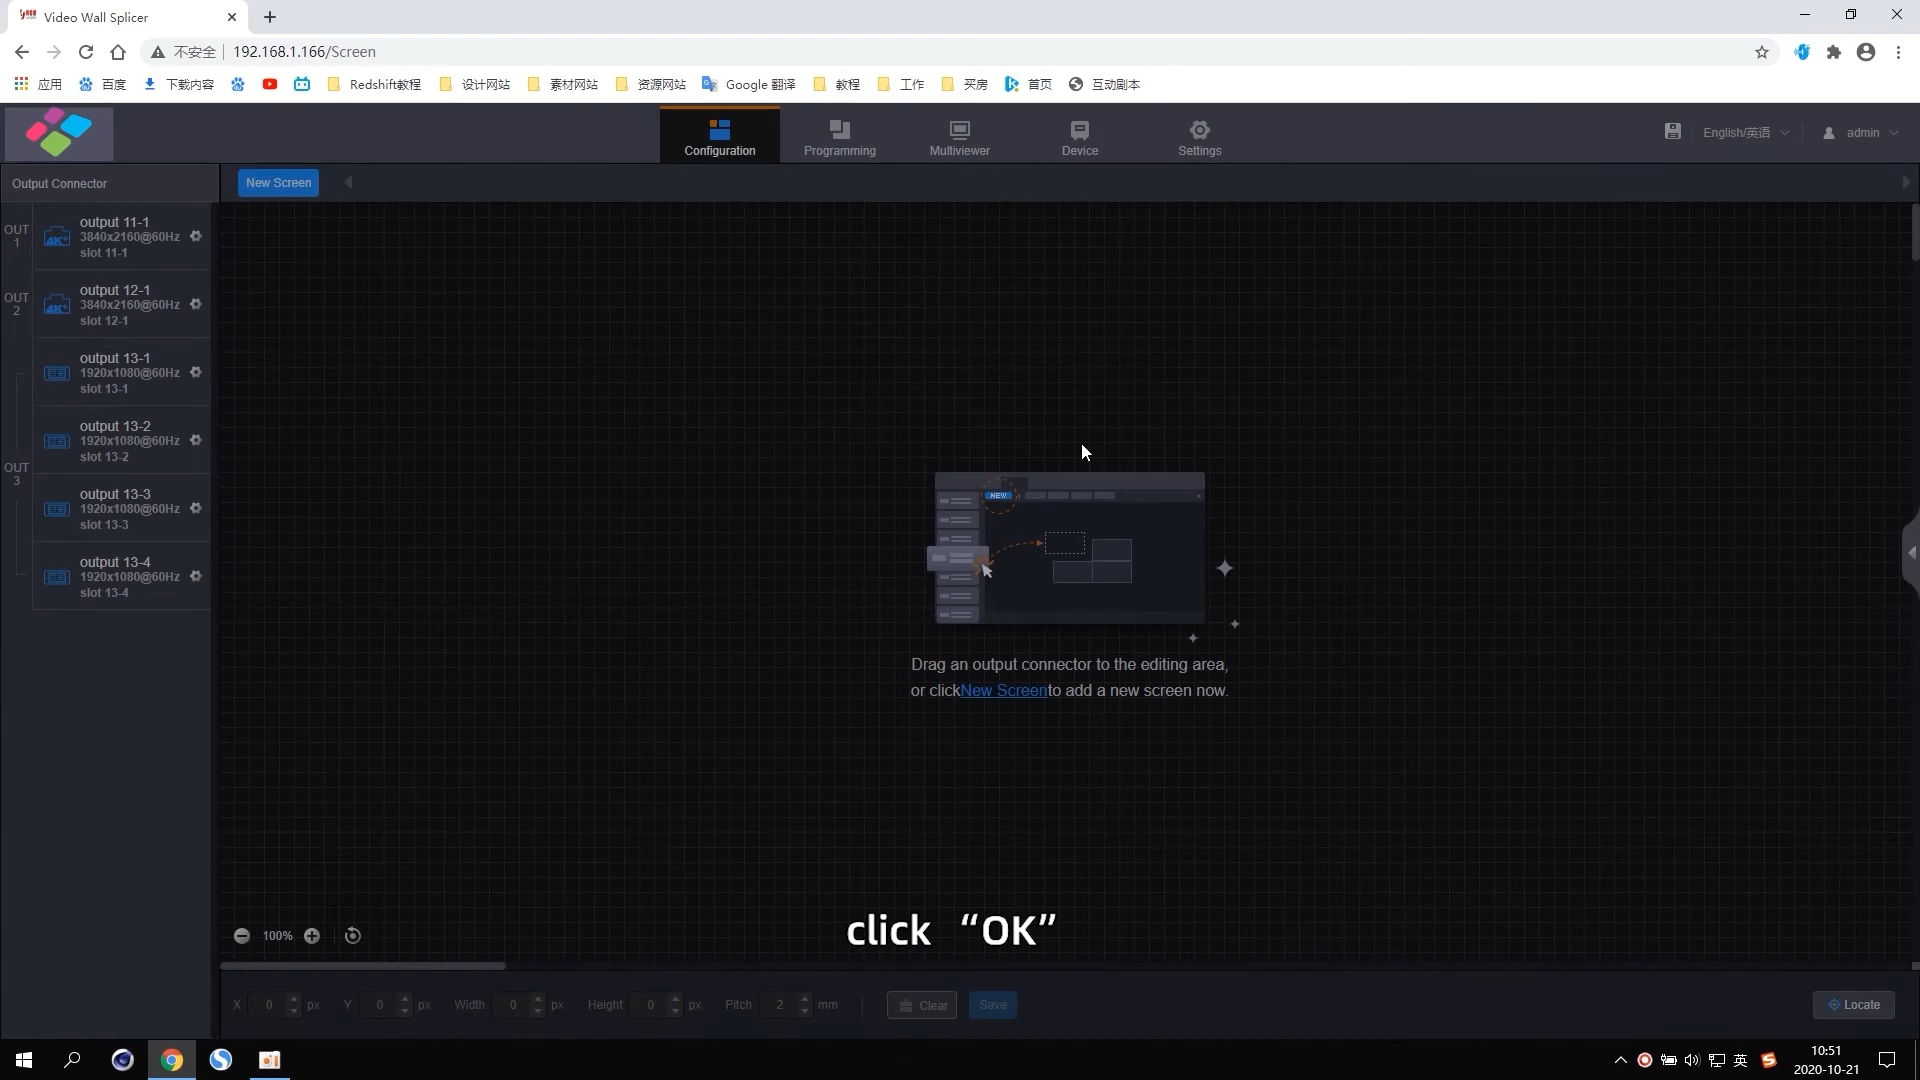 Video Wall Splicer
不安全
192.168.1.166/Screen
应用
百度
下载内容
Redshift教程
设计网站
素材网站
资源网站
Google 翻译
教程
工作
买房
首页
互动剧本
Configuration
Programming
Multiviewer
Device
Settings
English/英语
admin
Output Connector
New Screen
OUT
1
output 11-1
3840x2160@60Hz
slot 11-1
4K+
OUT
2
output 12-1
3840x2160@60Hz
slot 12-1
4K+
output 13-1
1920x1080@60Hz
slot 13-1
output 13-2
1920x1080@60Hz
slot 13-2
OUT
3
output 13-3
1920x1080@60Hz
slot 13-3
output 13-4
1920x1080@60Hz
slot 13-4
NEW
Drag an output connector to the editing area,
or clickNew Screento add a new screen now.
click “OK”
100%
X 0 px Y 0 px Width 0 px Height 0 px Pitch 2 mm Clear Save Locate
英
10:51
2020-10-21